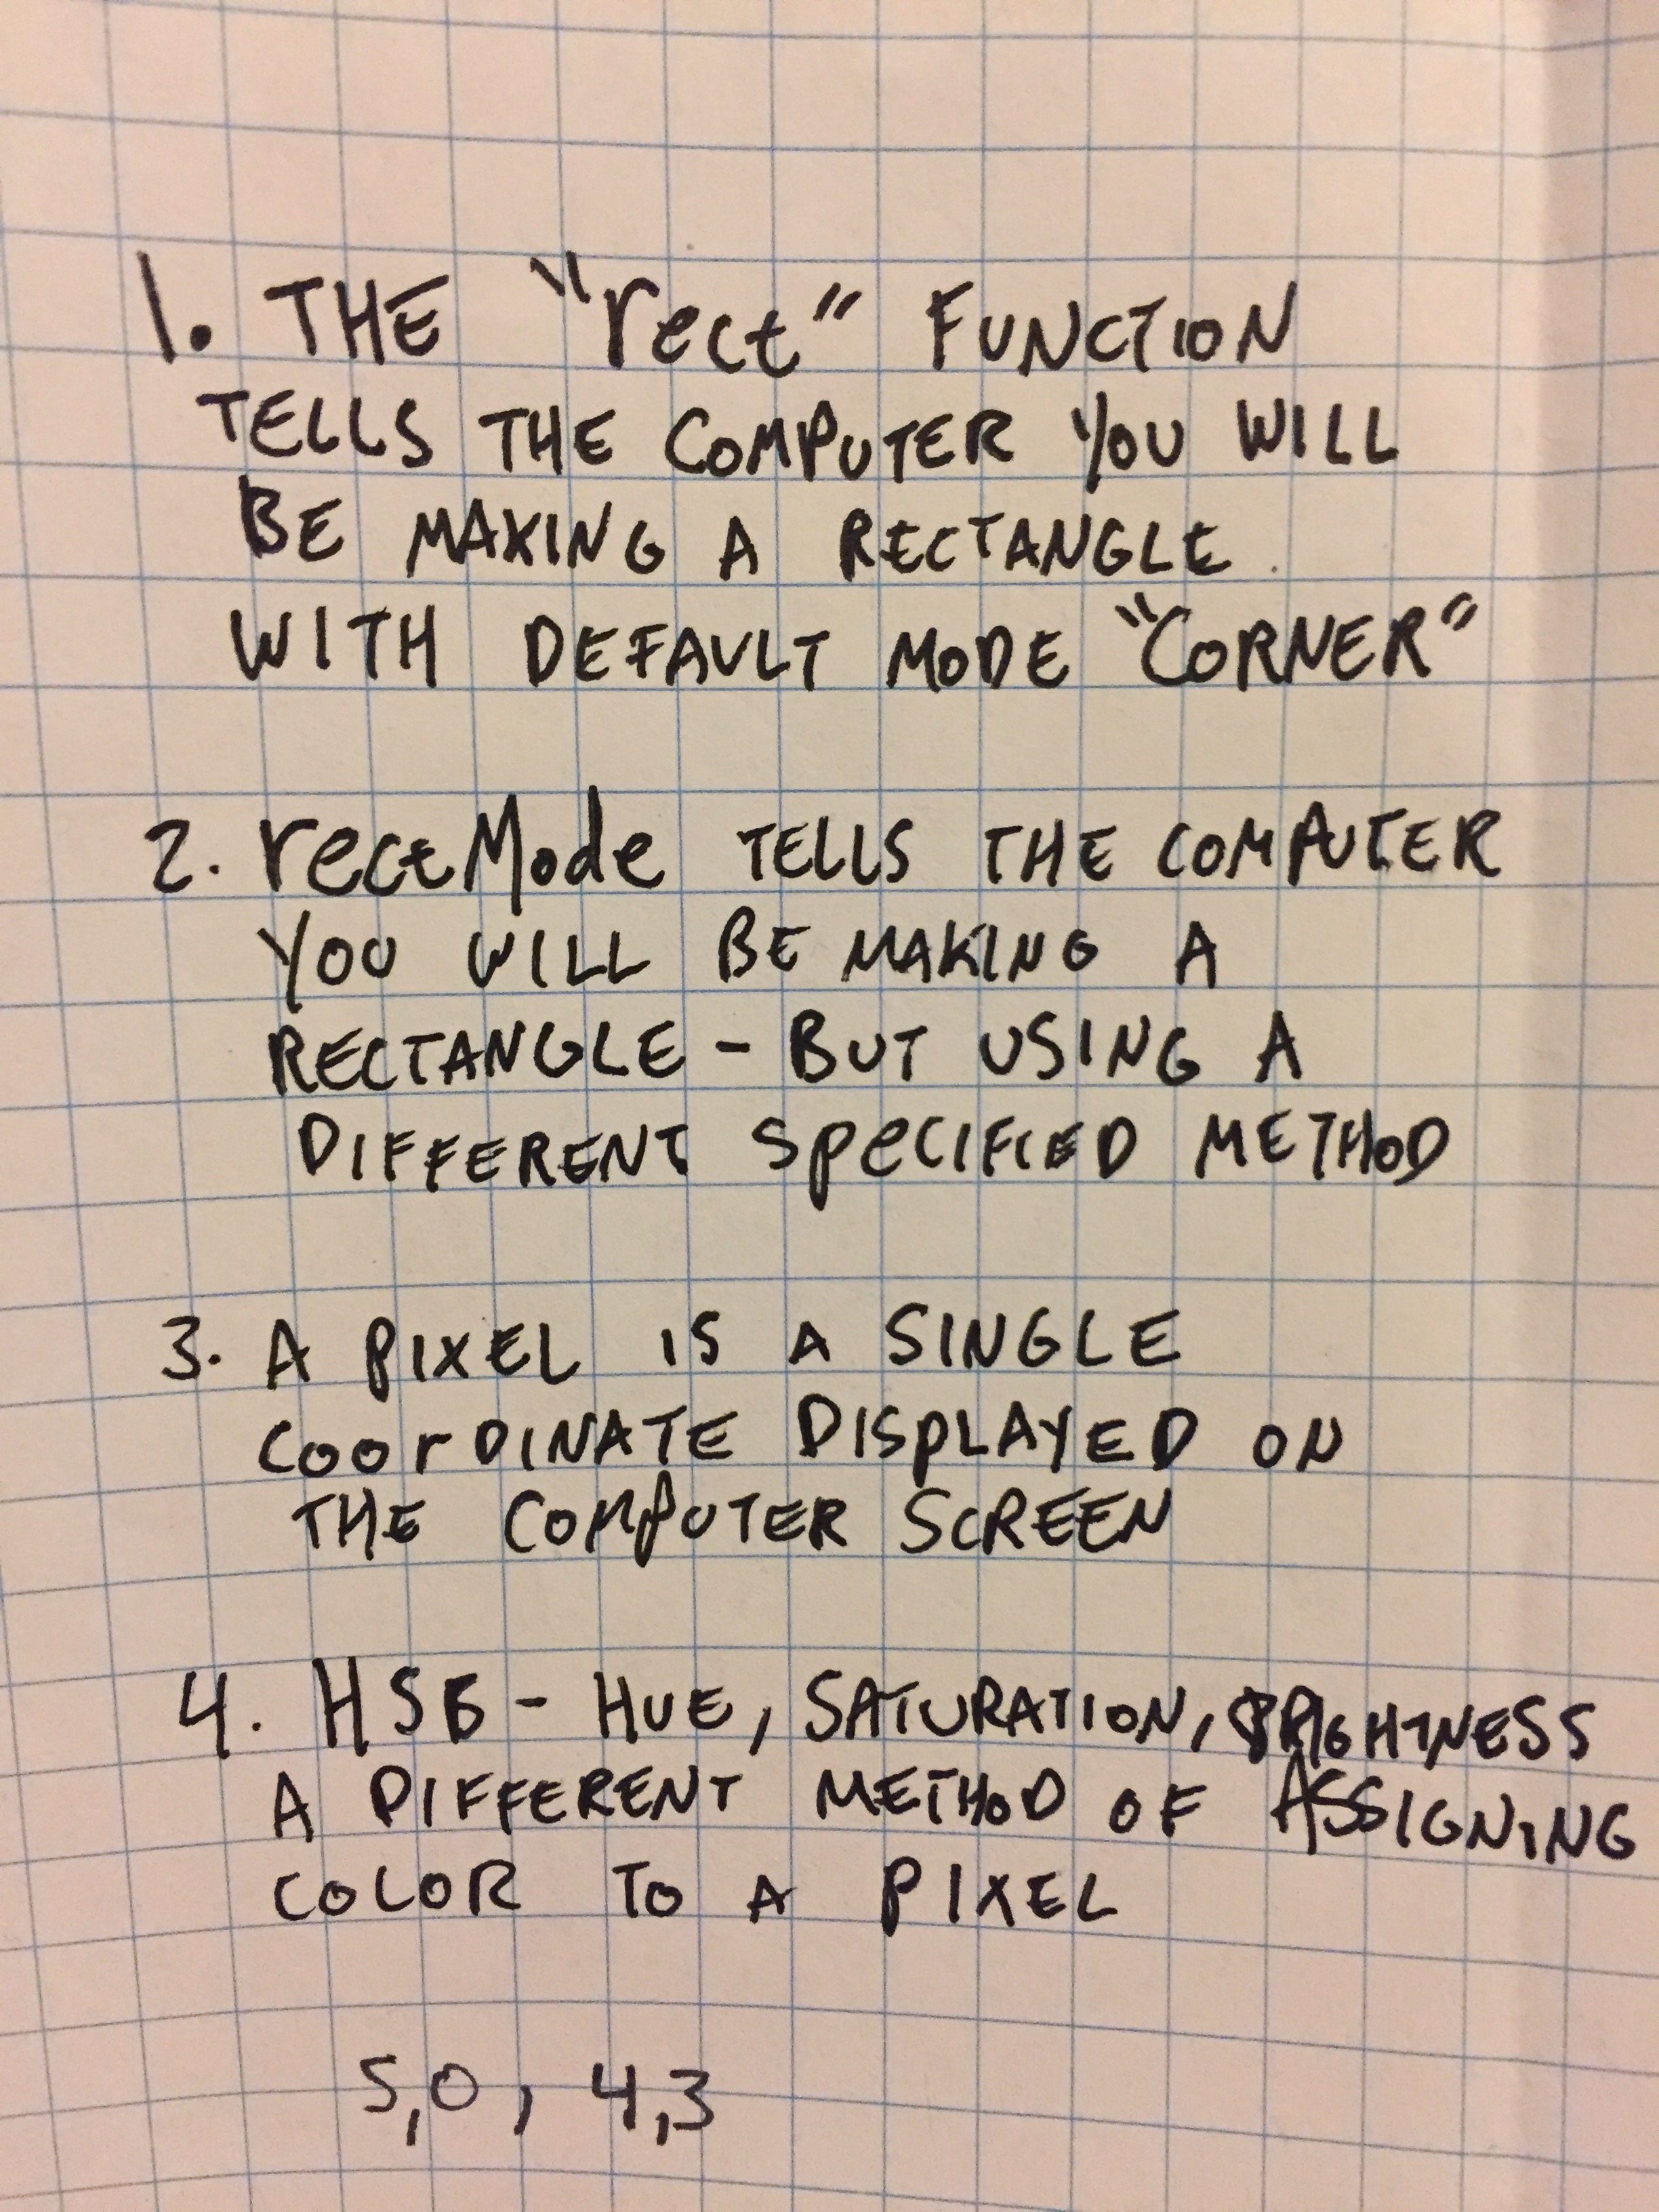 1. THE "rect" FUNCTION
TELLS THE COMPUTER YOU WILL
BE MAKING A RECTANGLE
WITH DEFAULT MODE "CORNER"
2. rectMode TELLS THE COMPUTER
YOU WILL BE MAKING A
RECTANGLE - BUT USING A
DIFFERENT SPECIFIED METHOD
3. A PIXEL IS A SINGLE
COORDINATE DISPLAYED ON
THE COMPUTER SCREEN
4. HSB - HUE, SATURATION, BRIGHTNESS
A DIFFERENT METHOD OF ASSIGNING
COLOR TO A PIXEL
5,0, 4,3